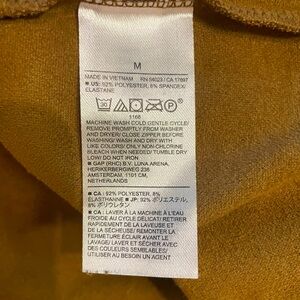 M
MADE IN VIETNAM RN 54023 / CA 17897
■ US: 92% POLYESTER, 8% SPANDEX/
ELASTANE
1166
MACHINE WASH COLD GENTLE CYCLE/
REMOVE PROMPTLY FROM WASHER
AND DRYER/ CLOSE ZIPPER BEFORE
WASHING AND DRY/ WASH WITH
LIKE COLORS/ ONLY NON-CHLORINE
BLEACH WHEN NEEDED/ TUMBLE DRY
LOW/ DO NOT IRON
■ GAP (RHC) B.V. LUNA ARENA,
HERIKERBERGWEG 238
AMSTERDAM, 1101 CM,
NETHERLANDS
■ CA : 92% POLYESTER, 8%
ELASTHANNE ■ JP: 92% ポリエステル,
8% ポリウレタン
■ CA : LAVER À LA MACHINE À L'EAU
FROIDE AU CYCLE DÉLICAT/ RETIRER
RAPIDEMENT DE LA LAVEUSE ET
DE LA SÉCHEUSE/ REMONTER LA
FERMETURE ÉCLAIR AVANT LE
LAVAGE/ LAVER ET SÉCHER AVEC
DES COULEURS SEMBLABLES/
UTILISER AU BESOIN UN AGENT